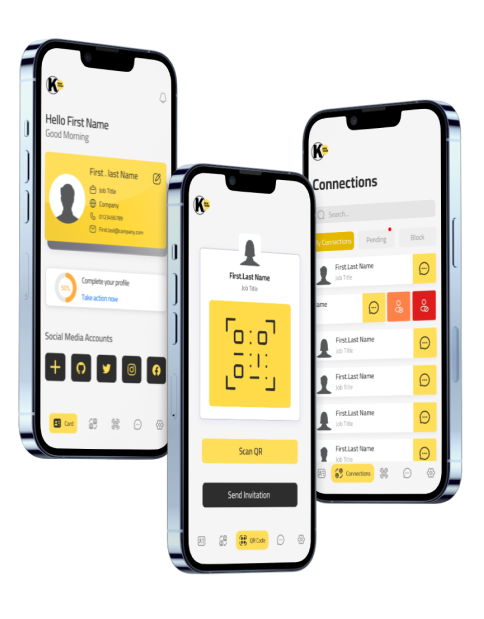 K
Hello First Name
Good Morning
First . last Name
Job Title
Company
0123456789
First.last@company.com
50%
Complete your profile
Take action now
Social Media Accounts
Card
K
First.Last Name
Job Title
Scan QR
Send Invitation
QR Code
K
Connections
Search...
My Connections
Pending
Block
First.Last Name
Job Title
ame
First.Last Name
Job Title
First.Last Name
Job Title
First.Last Name
Job Title
First.Last Name
Job Title
Connections